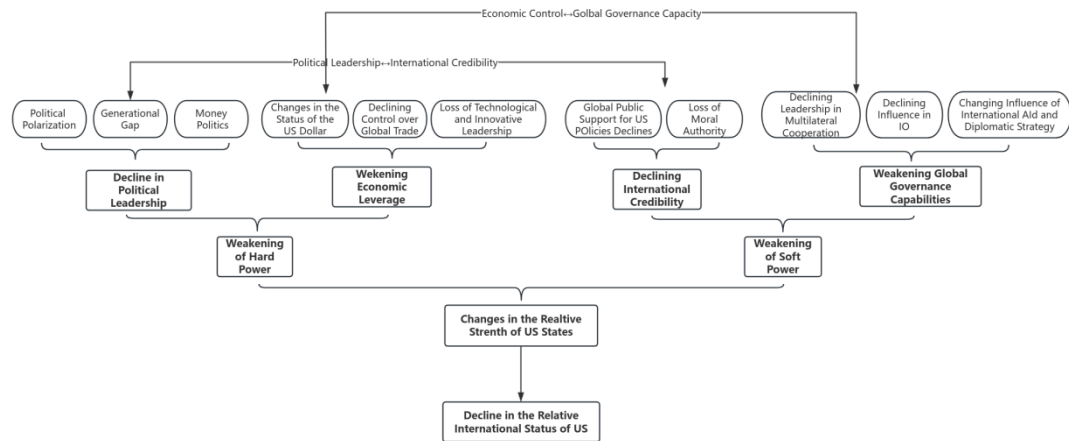 Economic Control↔Golbal Governance Capacity
Political Leadership↔International Credibility
Political
Polarization
Generational
Gap
Money
Politics
Changes in the
Status of the
US Dollar
Declining
Control over
Global Trade
Loss of Technological
and Innovative
Leadership
Global Public
Support for US
POlicies Declines
Loss of
Moral
Authority
Declining
Leadership in
Multilateral
Cooperation
Declining
Influence in
IO
Changing Influence of
International AId and
Diplomatic Strategy
Decline in
Political
Leadership
Wekening
Economic
Leverage
Declining
International
Credibility
Weakening Global
Governance
Capabilities
Weakening
of Hard
Power
Weakening
of Soft
Power
Changes in the Realtive
Strenth of US States
Decline in the Relative
International Status of US